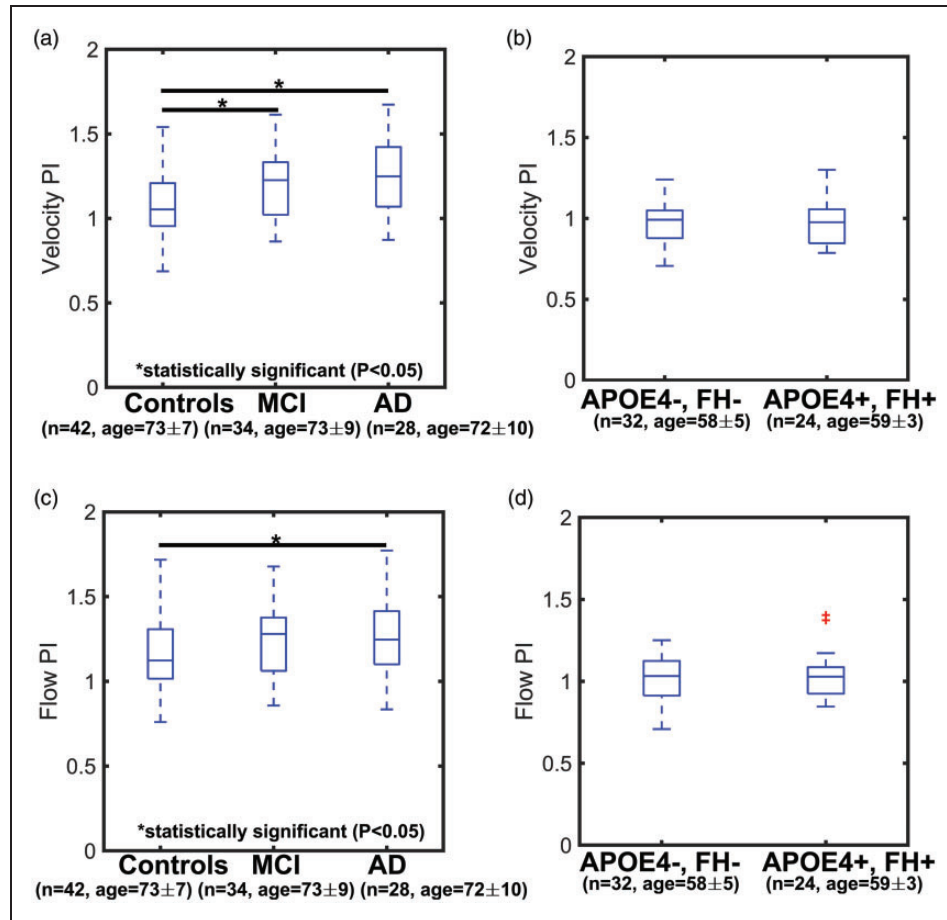 (a)
2
1.5
1
0.5
0
Velocity PI
*
*
*statistically significant (P<0.05)
Controls MCI AD
(n=42, age=73±7) (n=34, age=73±9) (n=28, age=72±10)
(b)
2
1.5
1
0.5
0
Velocity PI
APOE4-, FH- APOE4+, FH+
(n=32, age=58±5) (n=24, age=59±3)
(c)
2
1.5
1
0.5
0
Flow PI
*
*statistically significant (P<0.05)
Controls MCI AD
(n=42, age=73±7) (n=34, age=73±9) (n=28, age=72±10)
(d)
2
1.5
1
0.5
0
Flow PI
APOE4-, FH- APOE4+, FH+
(n=32, age=58±5) (n=24, age=59±3)